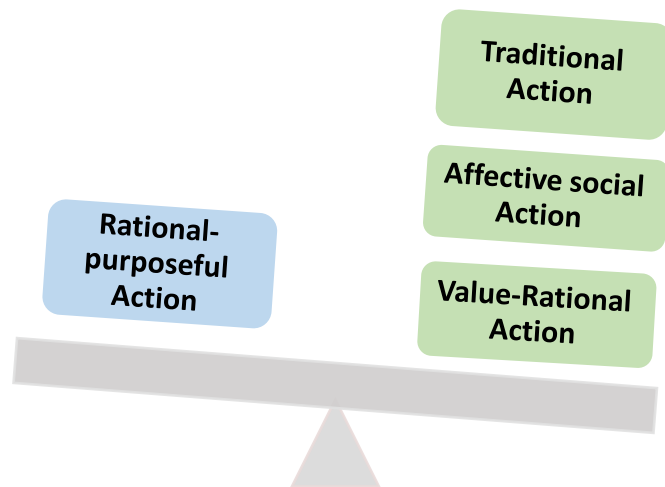 Traditional
Action
Affective social
Action
Rational-
purposeful
Action
Value-Rational
Action